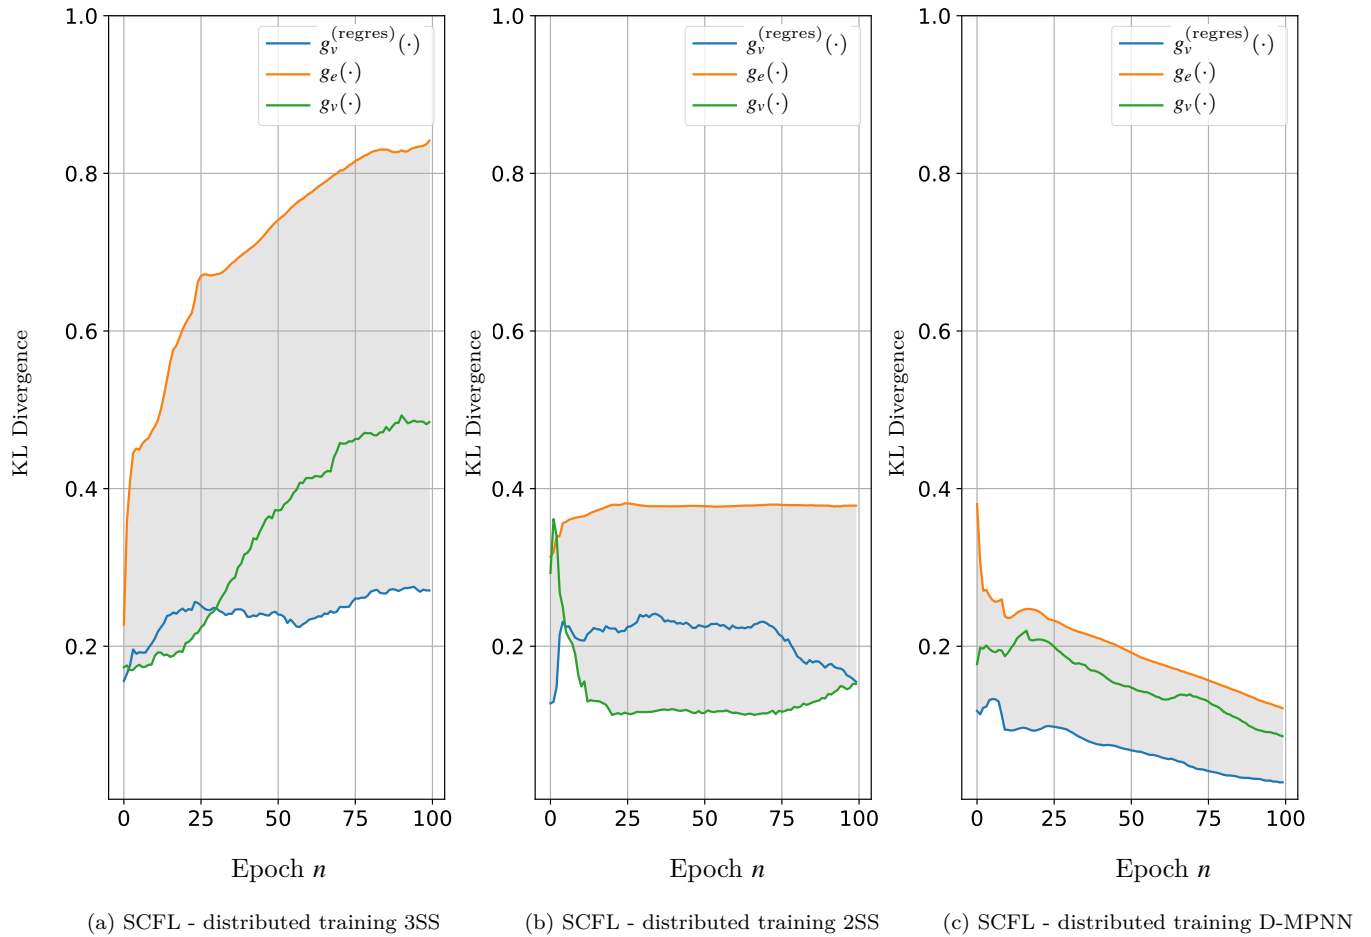 1.0
0.8
0.6
0.4
0.2
KL Divergence
g_v^(regres)(·)
g_e(·)
g_v(·)
0 25 50 75 100
Epoch n
(a) SCFL - distributed training 3SS
1.0
0.8
0.6
0.4
0.2
KL Divergence
g_v^(regres)(·)
g_e(·)
g_v(·)
0 25 50 75 100
Epoch n
(b) SCFL - distributed training 2SS
1.0
0.8
0.6
0.4
0.2
KL Divergence
g_v^(regres)(·)
g_e(·)
g_v(·)
0 25 50 75 100
Epoch n
(c) SCFL - distributed training D-MPNN